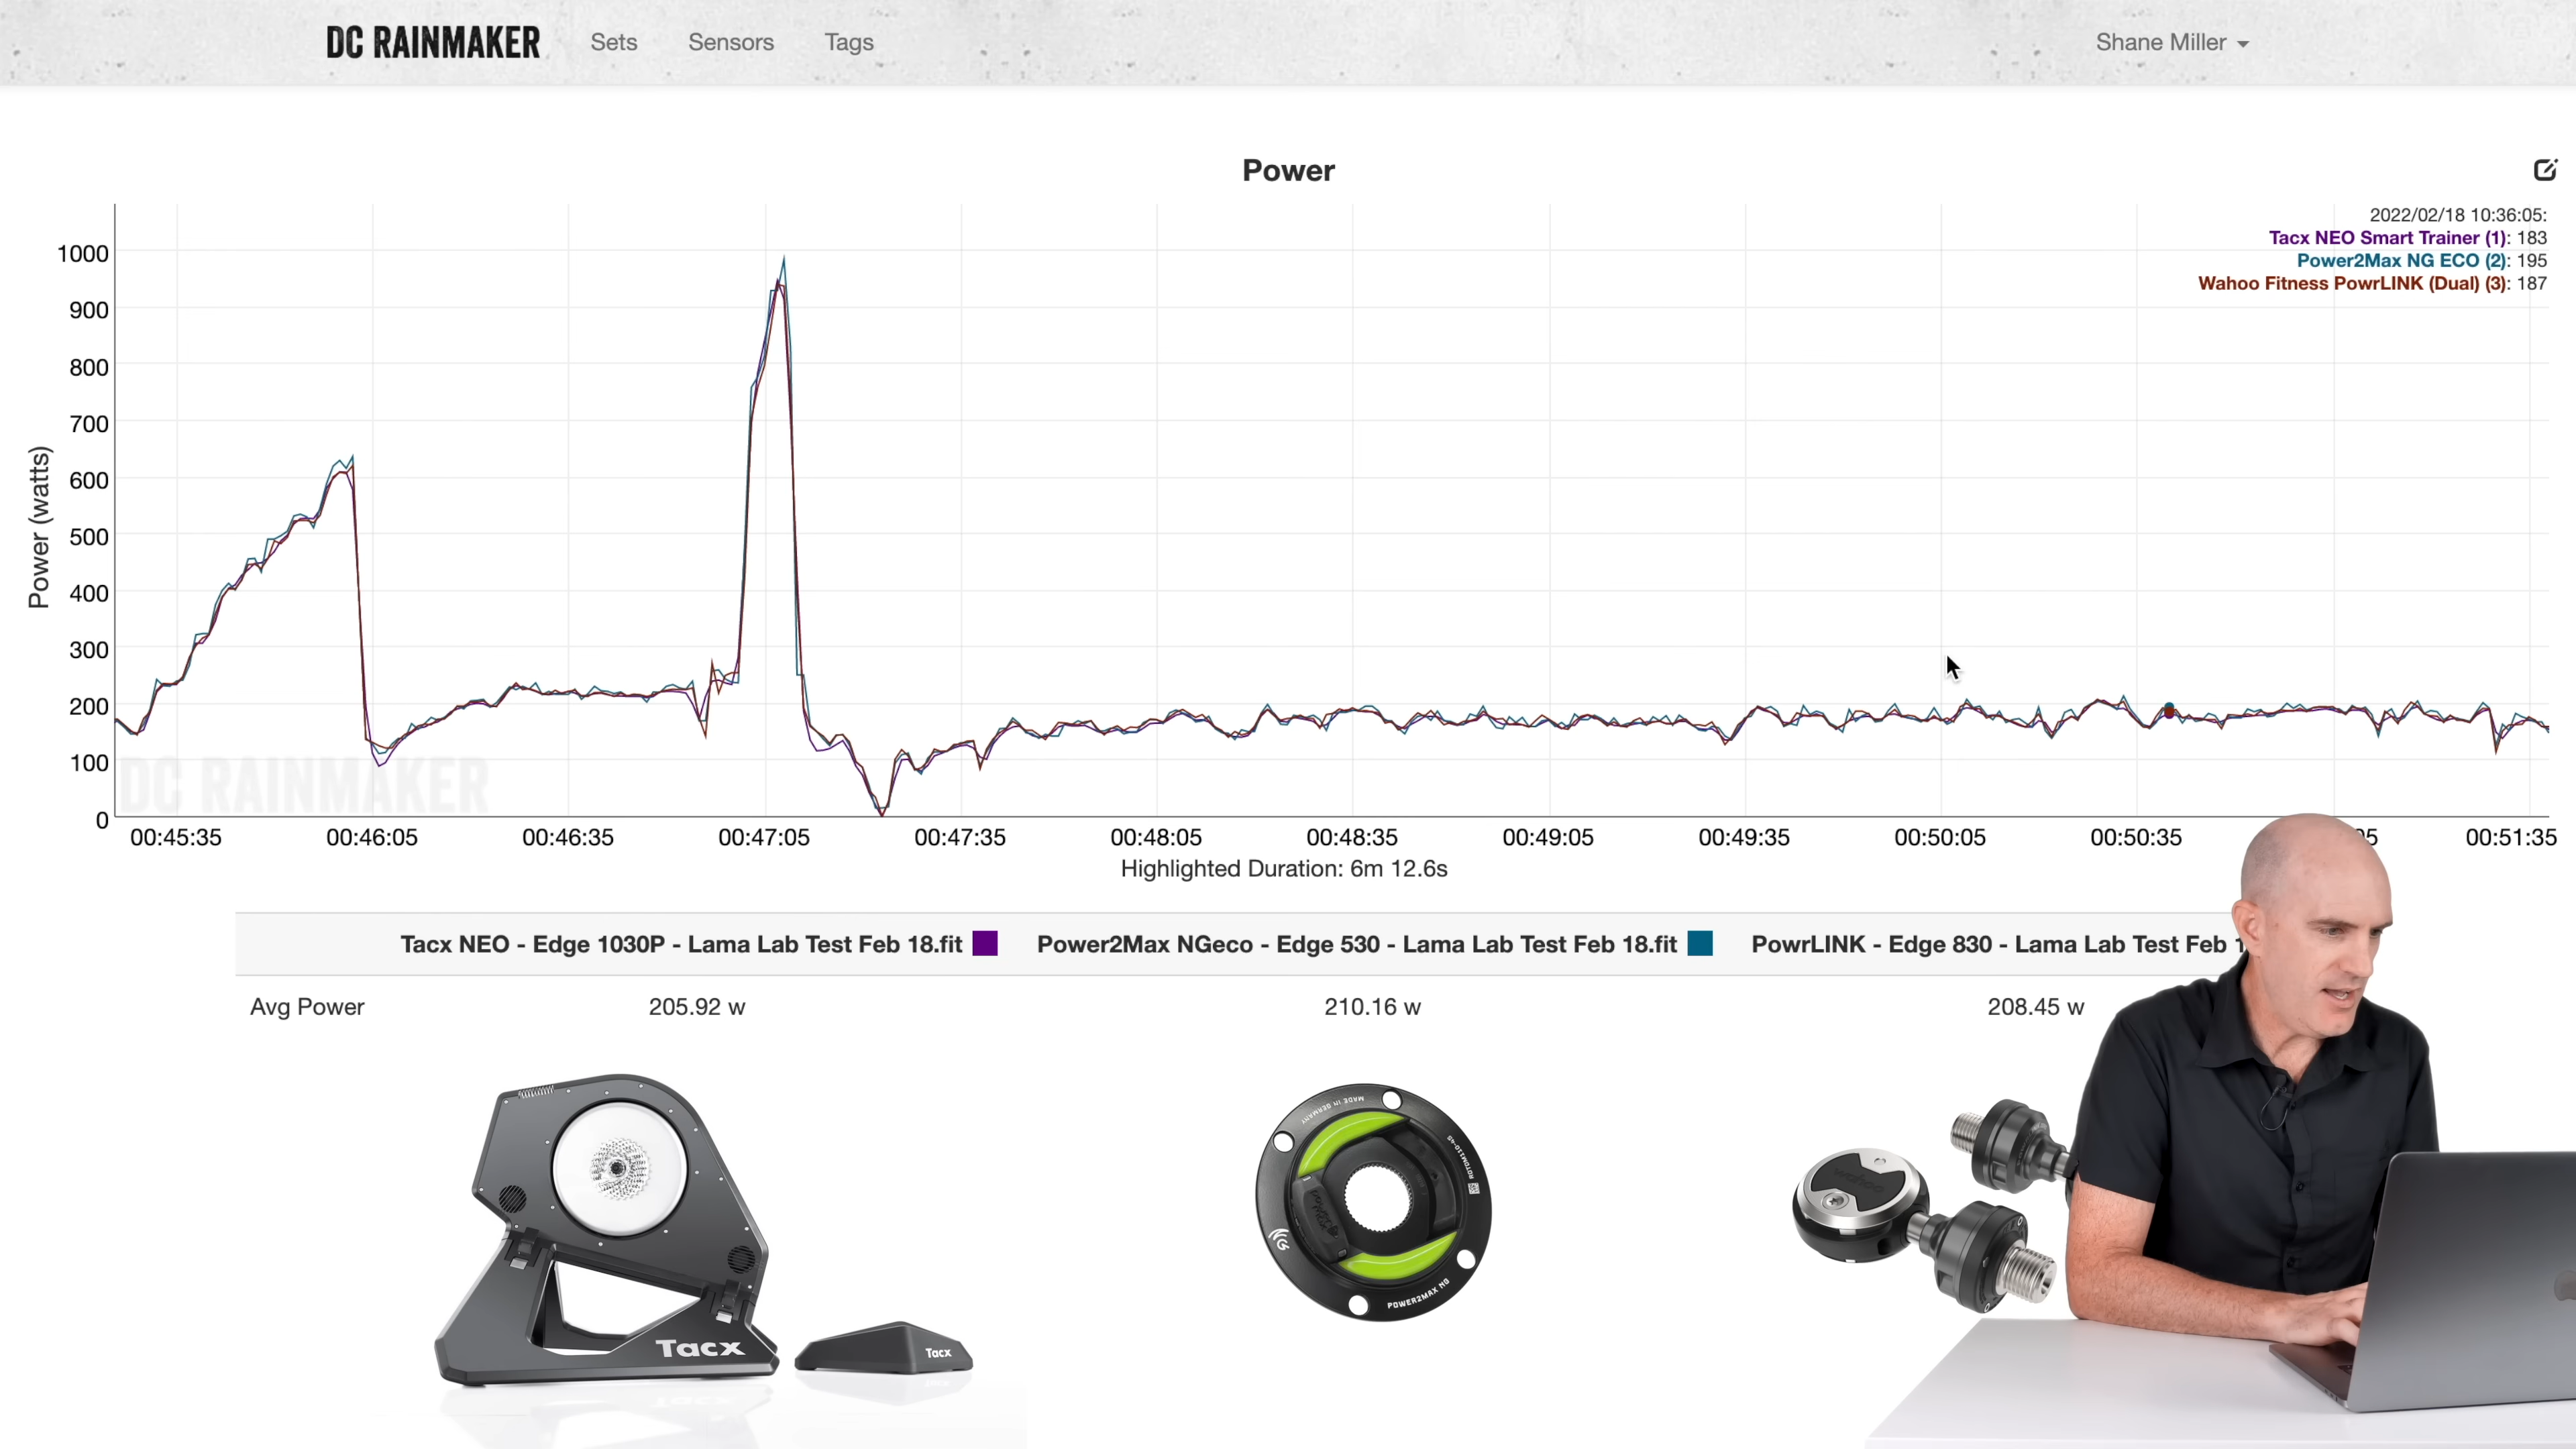 DC RAINMAKER Sets Sensors Tags Shane Miller
Power
2022/02/18 10:36:05:
Tacx NEO Smart Trainer (1): 183
Power2Max NG ECO (2): 195
Wahoo Fitness PowrLINK (Dual) (3): 187
Power (watts)
1000
900
800
700
600
500
400
300
200
100
0
DC RAINMAKER
00:45:35 00:46:05 00:46:35 00:47:05 00:47:35 00:48:05 00:48:35 00:49:05 00:49:35 00:50:05 00:50:35 00:51:35
Highlighted Duration: 6m 12.6s
Tacx NEO - Edge 1030P - Lama Lab Test Feb 18.fit Power2Max NGeco - Edge 530 - Lama Lab Test Feb 18.fit PowrLINK - Edge 830 - Lama Lab Test Feb
Avg Power 205.92 w 210.16 w 208.45 w
MADE IN GERMANY
POWER2MAX NG
Tacx
Tacx